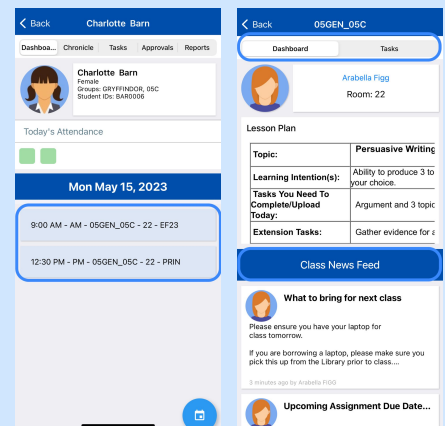 Back
Charlotte Barn
Dashboa...
Chronicle
Tasks
Approvals
Reports
Charlotte Barn
Female
Groups: GRYFFINDOR, 05C
Student IDs: BAR0006
Today's Attendance
Mon May 15, 2023
9:00 AM - AM - 05GEN_05C - 22 - EF23
12:30 PM - PM - 05GEN_05C - 22 - PRIN
Back
05GEN_05C
Dashboard
Tasks
Arabella Figg
Room: 22
Lesson Plan
Topic:
Persuasive Writing
Learning Intention(s):
Ability to produce 3 to
your choice.
Tasks You Need To
Complete/Upload
Today:
Argument and 3 topic
Extension Tasks:
Gather evidence for a
Class News Feed
What to bring for next class
Please ensure you have your laptop for
class tomorrow.
If you are borrowing a laptop, please make sure you
pick this up from the Library prior to class....
3 minutes ago by Arabella FIGG
Upcoming Assignment Due Date...